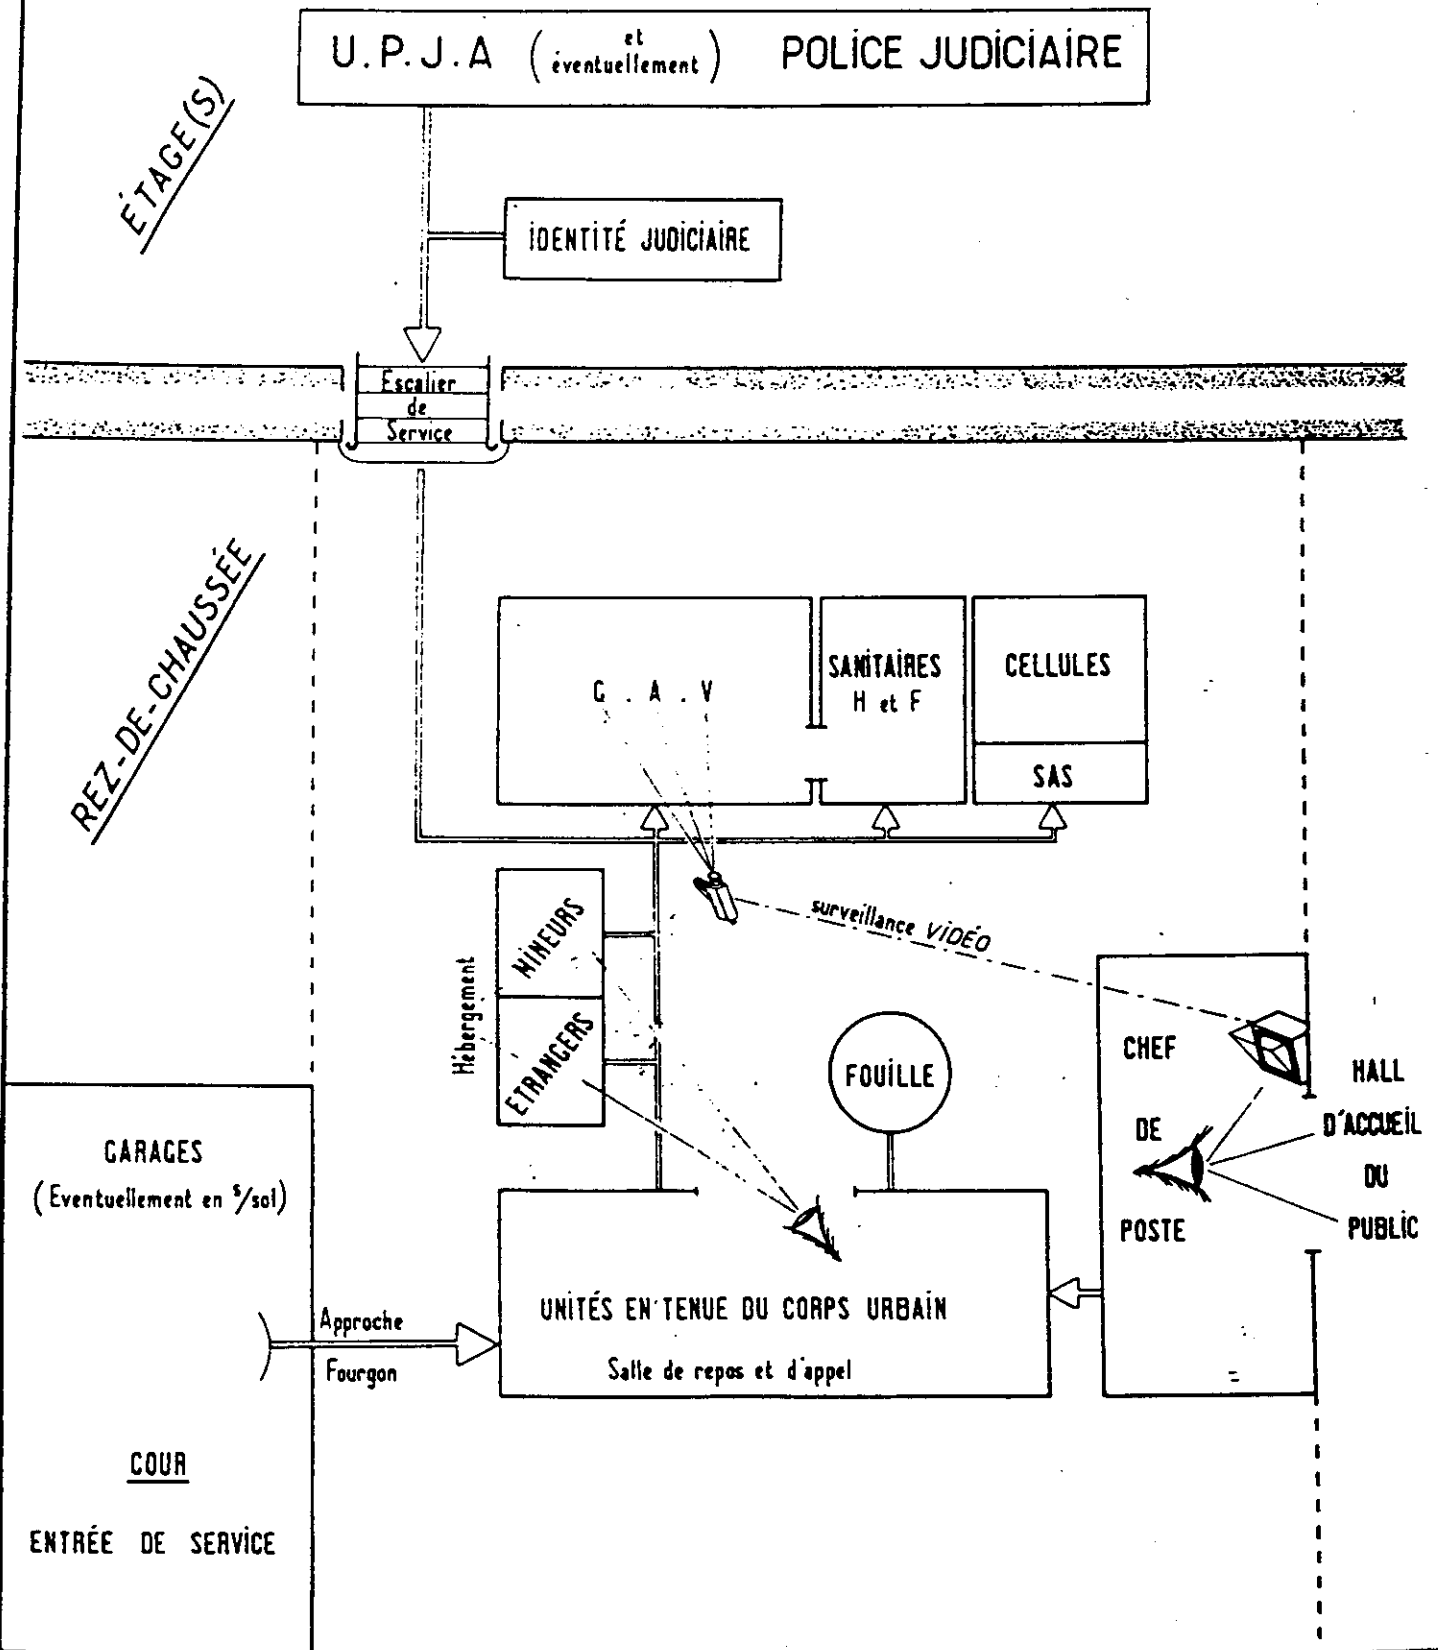 U.P.J.A ( et éventuellement ) POLICE JUDICIAIRE
ÉTAGE(S)
IDENTITÉ JUDICIAIRE
Escalier
de
Service
REZ-DE-CHAUSSÉE
G . A . V
SANITAIRES
H et F
CELLULES
SAS
surveillance VIDÉO
Hébergement
MINEURS
ETRANGERS
FOUILLE
CHEF
DE
POSTE
HALL
D'ACCUEIL
DU
PUBLIC
GARAGES
(Eventuellement en s/sol)
UNITÉS EN TENUE DU CORPS URBAIN
Salle de repos et d'appel
Approche
Fourgon
COUR
ENTRÉE DE SERVICE